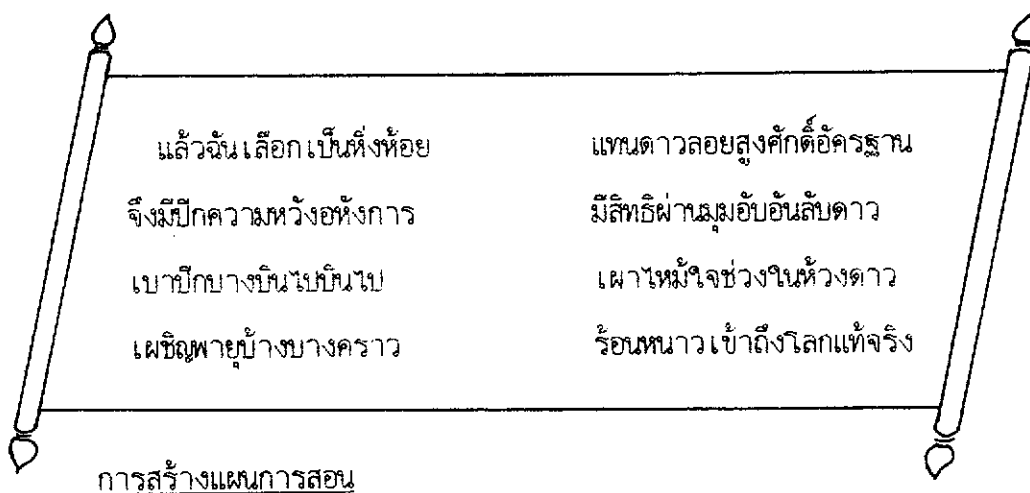 แล้วฉันเลือกเป็นหิ่งห้อย แทนดาวลอยสูงศักดิ์อัครฐาน
จึงมีปีกความหวังอหังการ มีสิทธิผ่านมุมอับอันลับดาว
เบาปีกบางบินไปบินไป เผาไหม้ใจช่วงในห้วงดาว
เผชิญพายุบ้างบางคราว ร้อนหนาวเข้าถึงโลกแท้จริง
การสร้างแผนการสอน